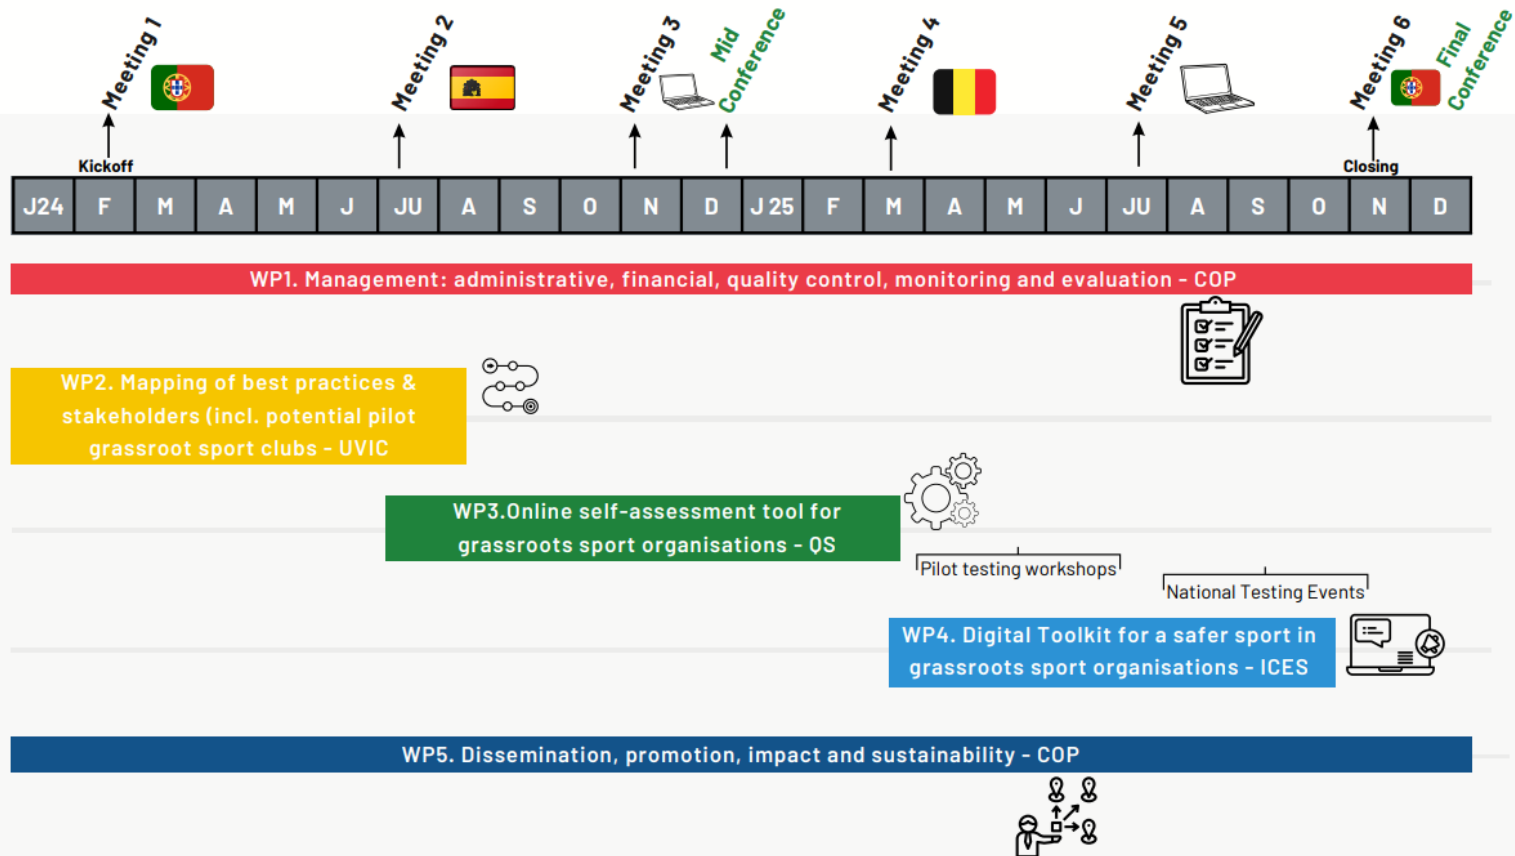 Meeting 1
Meeting 2
Meeting 3
Mid
Conference
Meeting 4
Meeting 5
Meeting 6
Final
Conference
Kickoff
Closing
J24 F M A M J JU A S O N D J 25 F M A M J JU A S O N D
WP1. Management: administrative, financial, quality control, monitoring and evaluation - COP
WP2. Mapping of best practices &
stakeholders (incl. potential pilot
grassroot sport clubs - UVIC
WP3.Online self-assessment tool for
grassroots sport organisations - QS
Pilot testing workshops
National Testing Events
WP4. Digital Toolkit for a safer sport in
grassroots sport organisations - ICES
WP5. Dissemination, promotion, impact and sustainability - COP